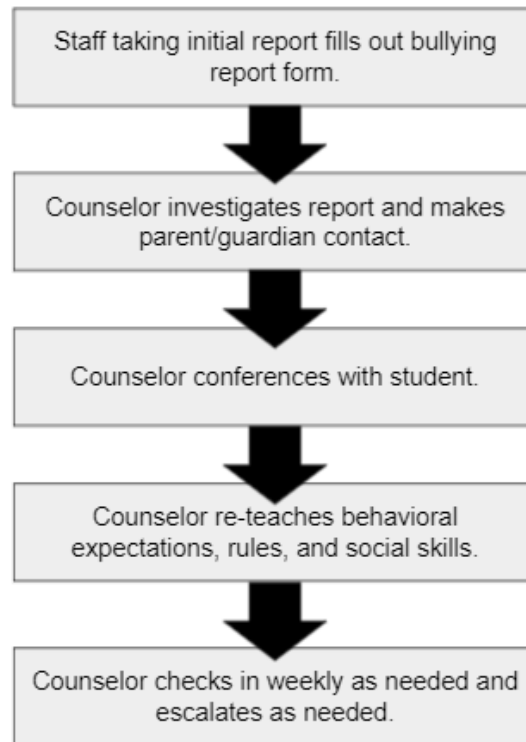 Staff taking initial report fills out bullying
report form.
Counselor investigates report and makes
parent/guardian contact.
Counselor conferences with student.
Counselor re-teaches behavioral
expectations, rules, and social skills.
Counselor checks in weekly as needed and
escalates as needed.